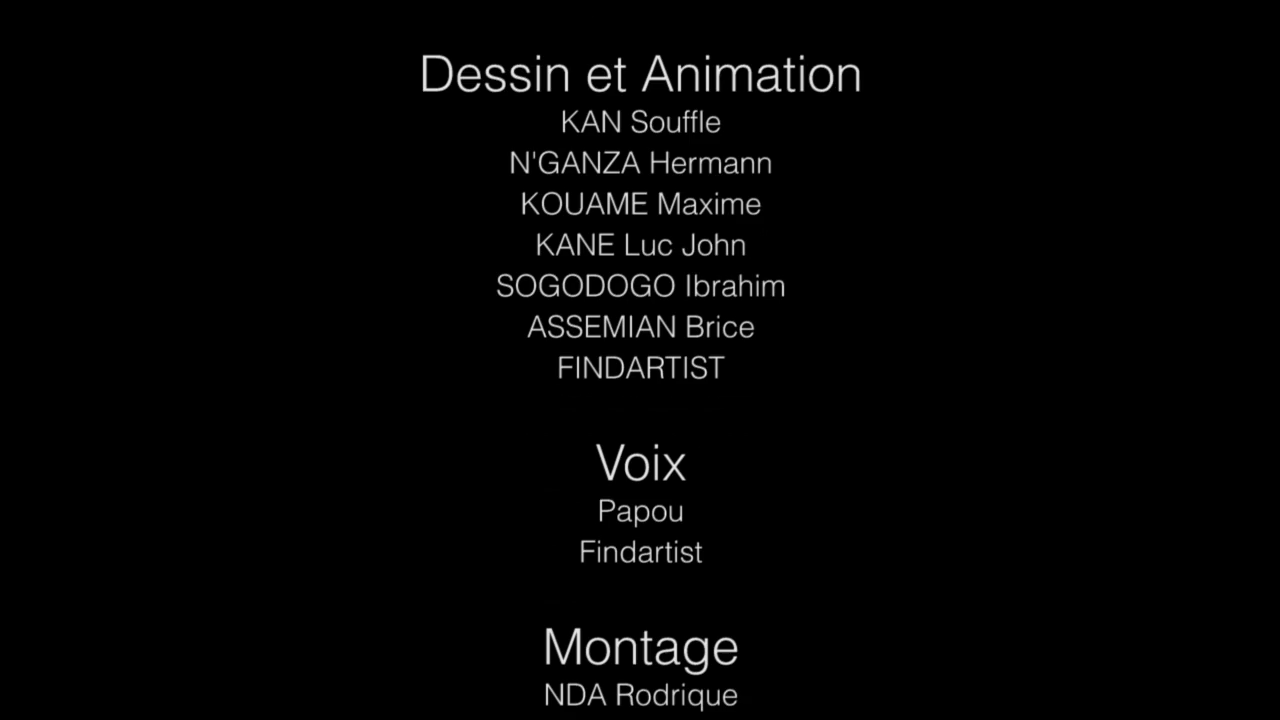 Dessin et Animation
KAN Souffle
N'GANZA Hermann
KOUAME Maxime
KANE Luc John
SOGODOGO Ibrahim
ASSEMIAN Brice
FINDARTIST
Voix
Papou
Findartist
Montage
NDA Rodrique